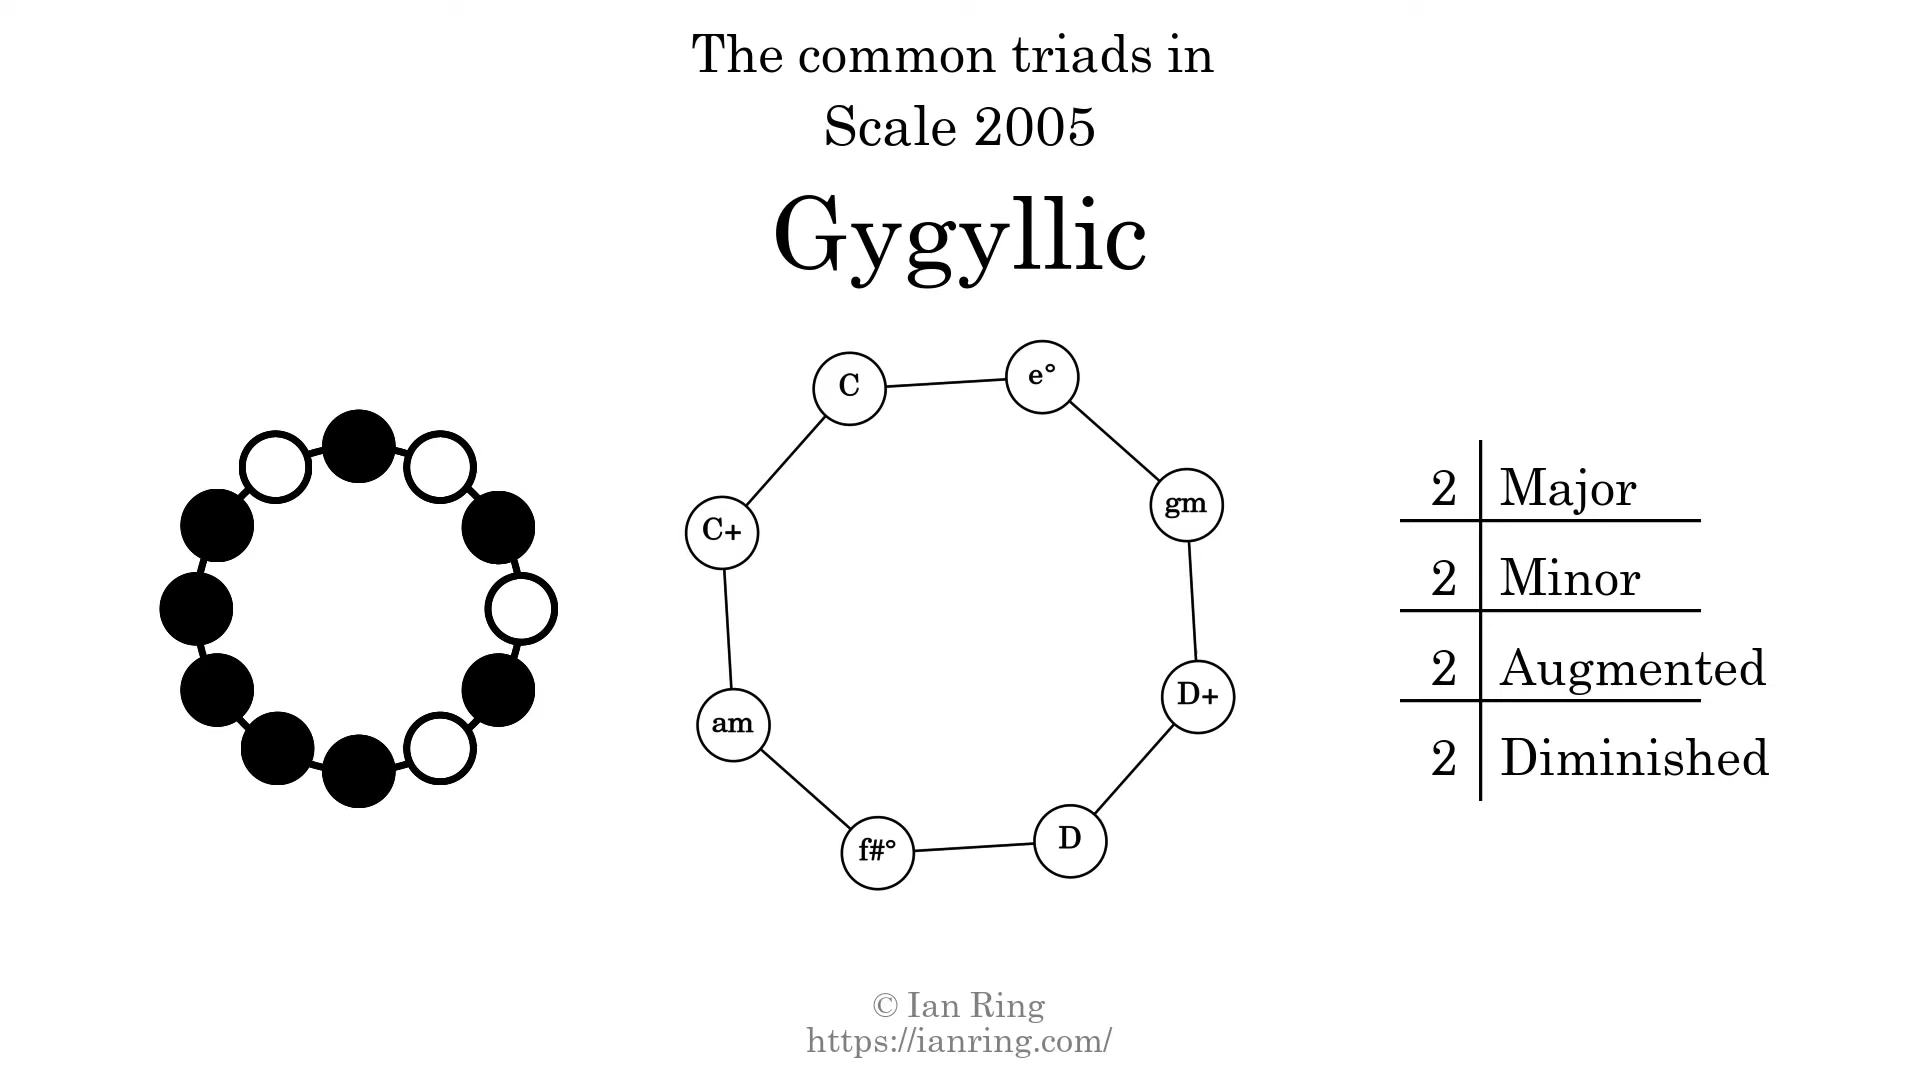 The common triads in
Scale 2005
Gygyllic
C
e°
C+
gm
am
D+
f#°
D
2 Major
2 Minor
2 Augmented
2 Diminished
© Ian Ring
https://ianring.com/